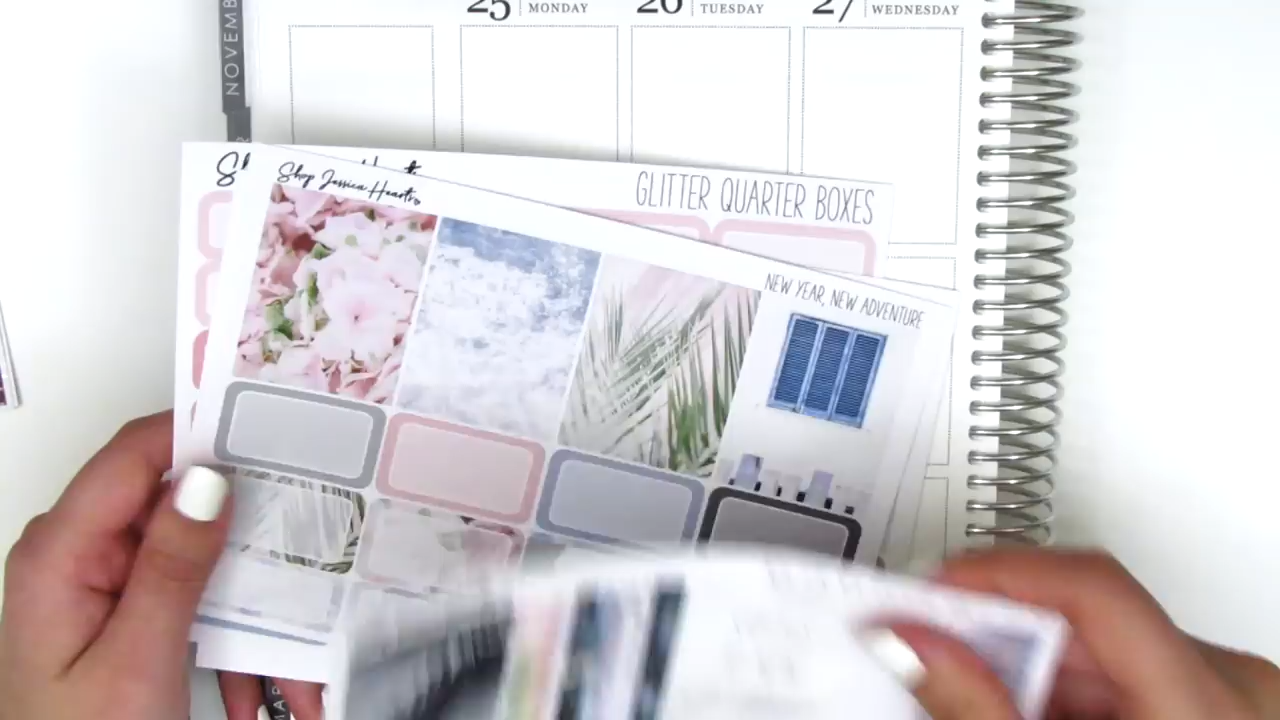 25 MONDAY
26 TUESDAY
27 WEDNESDAY
NOVEMB
Shop Jessica Hearts
GLITTER QUARTER BOXES
NEW YEAR, NEW ADVENTURE